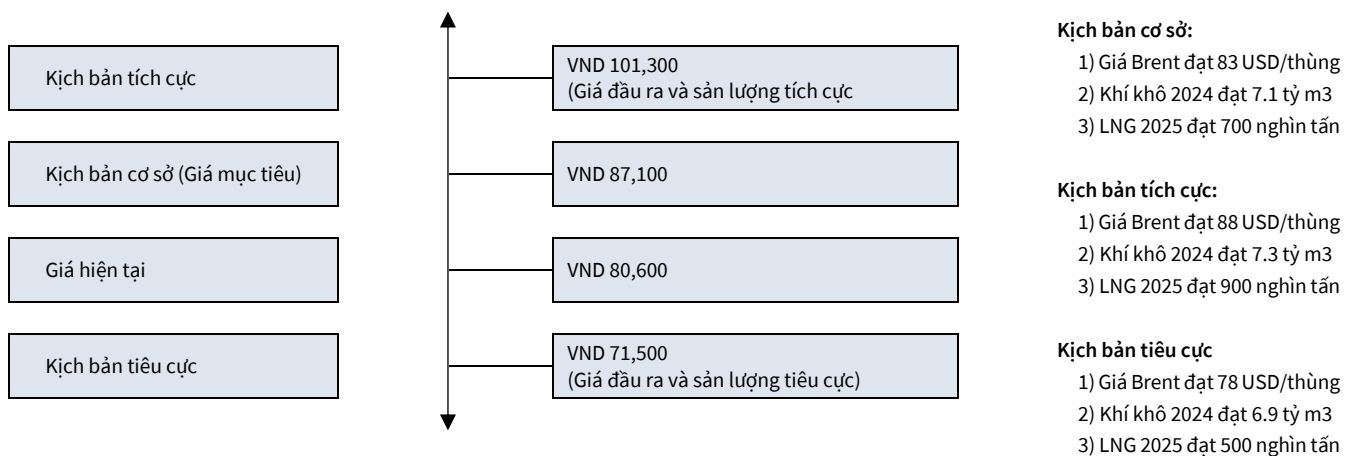 Kịch bản tích cực
VND 101,300
(Giá đầu ra và sản lượng tích cực
Kịch bản cơ sở (Giá mục tiêu)
VND 87,100
Giá hiện tại
VND 80,600
Kịch bản tiêu cực
VND 71,500
(Giá đầu ra và sản lượng tiêu cực)
Kịch bản cơ sở:
1) Giá Brent đạt 83 USD/thùng
2) Khí khô 2024 đạt 7.1 tỷ m3
3) LNG 2025 đạt 700 nghìn tấn
Kịch bản tích cực:
1) Giá Brent đạt 88 USD/thùng
2) Khí khô 2024 đạt 7.3 tỷ m3
3) LNG 2025 đạt 900 nghìn tấn
Kịch bản tiêu cực
1) Giá Brent đạt 78 USD/thùng
2) Khí khô 2024 đạt 6.9 tỷ m3
3) LNG 2025 đạt 500 nghìn tấn